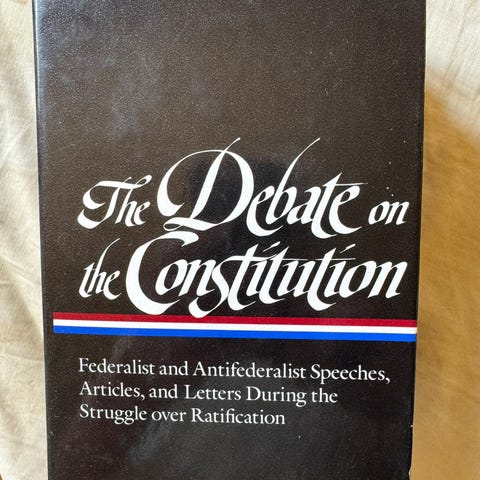 The Debate on
the Constitution
Federalist and Antifederalist Speeches,
Articles, and Letters During the
Struggle over Ratification